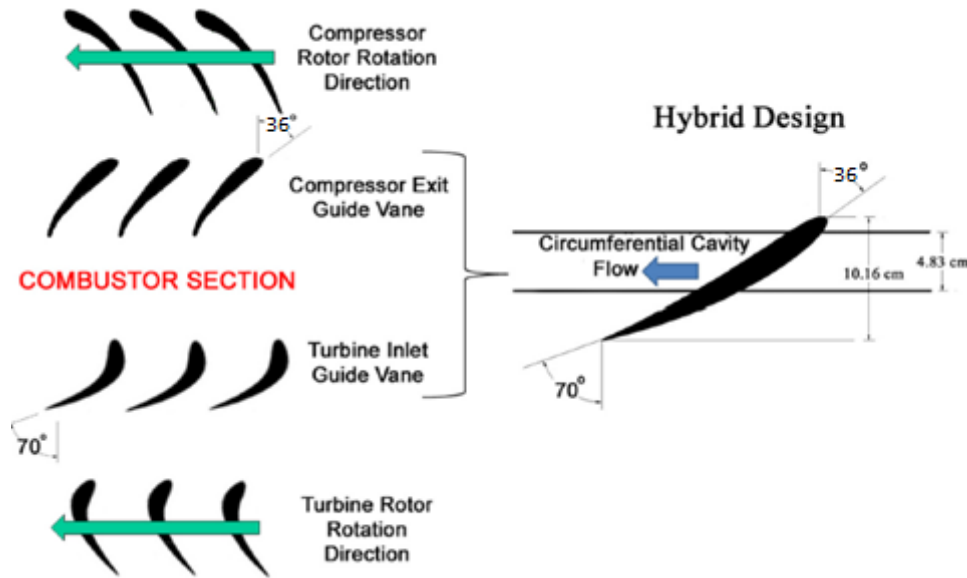 Compressor
Rotor Rotation
Direction
36°
Compressor Exit
Guide Vane
COMBUSTOR SECTION
Turbine Inlet
Guide Vane
70°
Turbine Rotor
Rotation
Direction
Hybrid Design
36°
Circumferential Cavity
Flow
10.16 cm
4.83 cm
70°